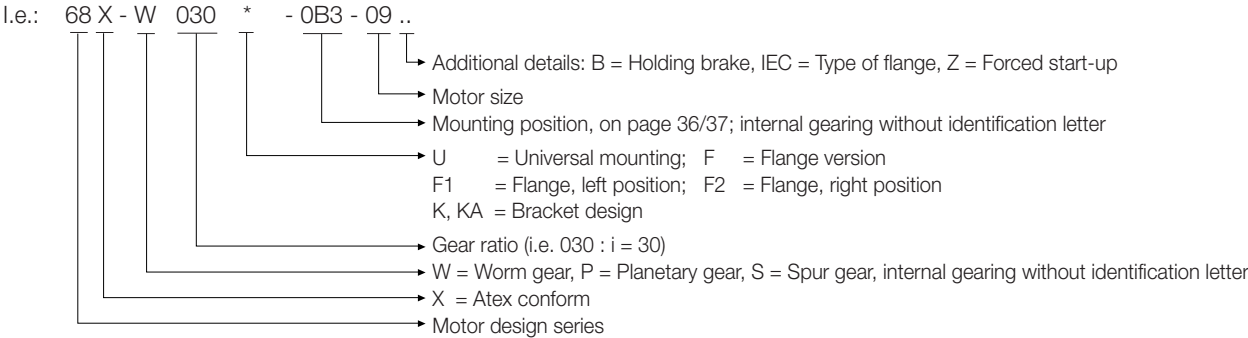 I.e.: 68 X - W 030 * - 0B3 - 09 ..
Additional details: B = Holding brake, IEC = Type of flange, Z = Forced start-up
Motor size
Mounting position, on page 36/37; internal gearing without identification letter
U = Universal mounting; F = Flange version
F1 = Flange, left position; F2 = Flange, right position
K, KA = Bracket design
Gear ratio (i.e. 030 : i = 30)
W = Worm gear, P = Planetary gear, S = Spur gear, internal gearing without identification letter
X = Atex conform
Motor design series